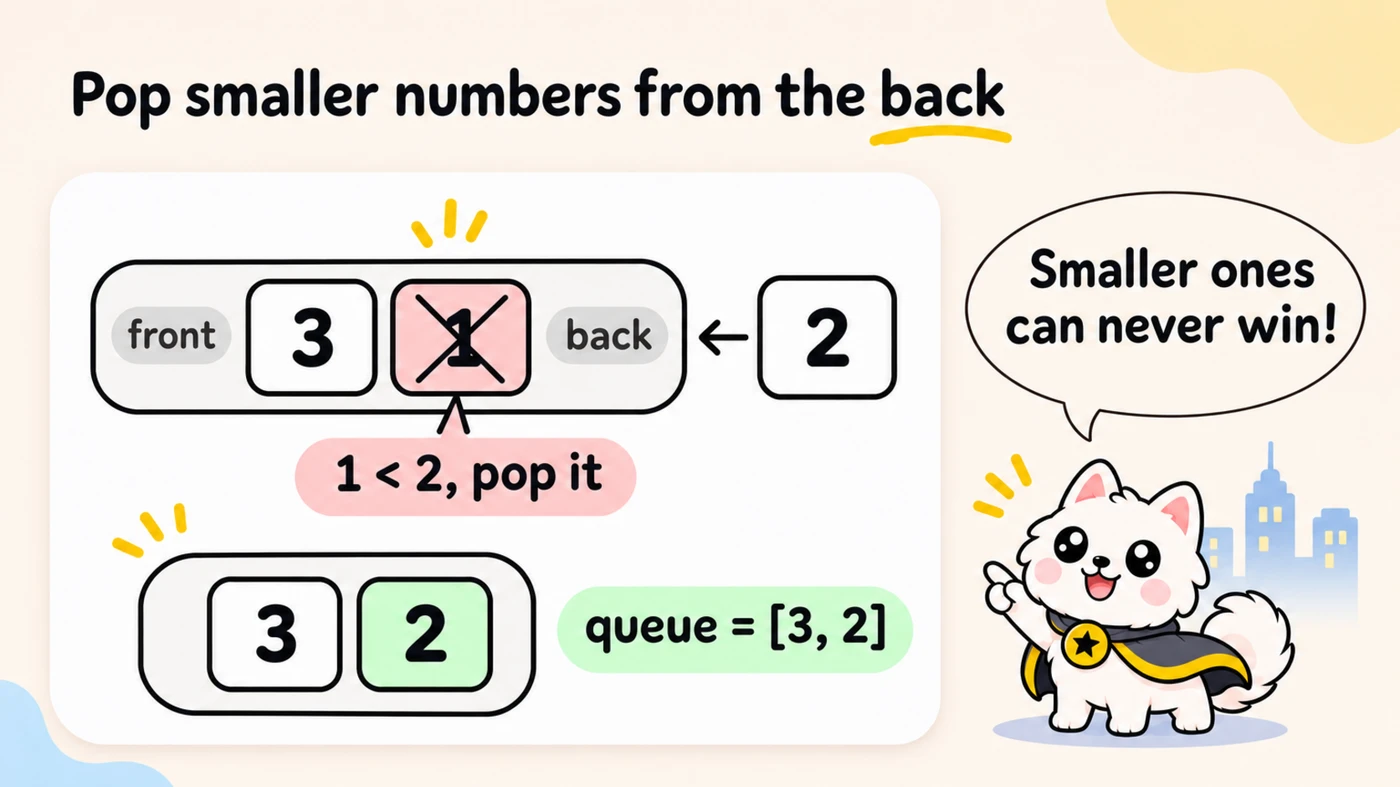 Pop smaller numbers from the back
front 3 1 back ← 2
1 < 2, pop it
3 2
queue = [3, 2]
Smaller ones
can never win!